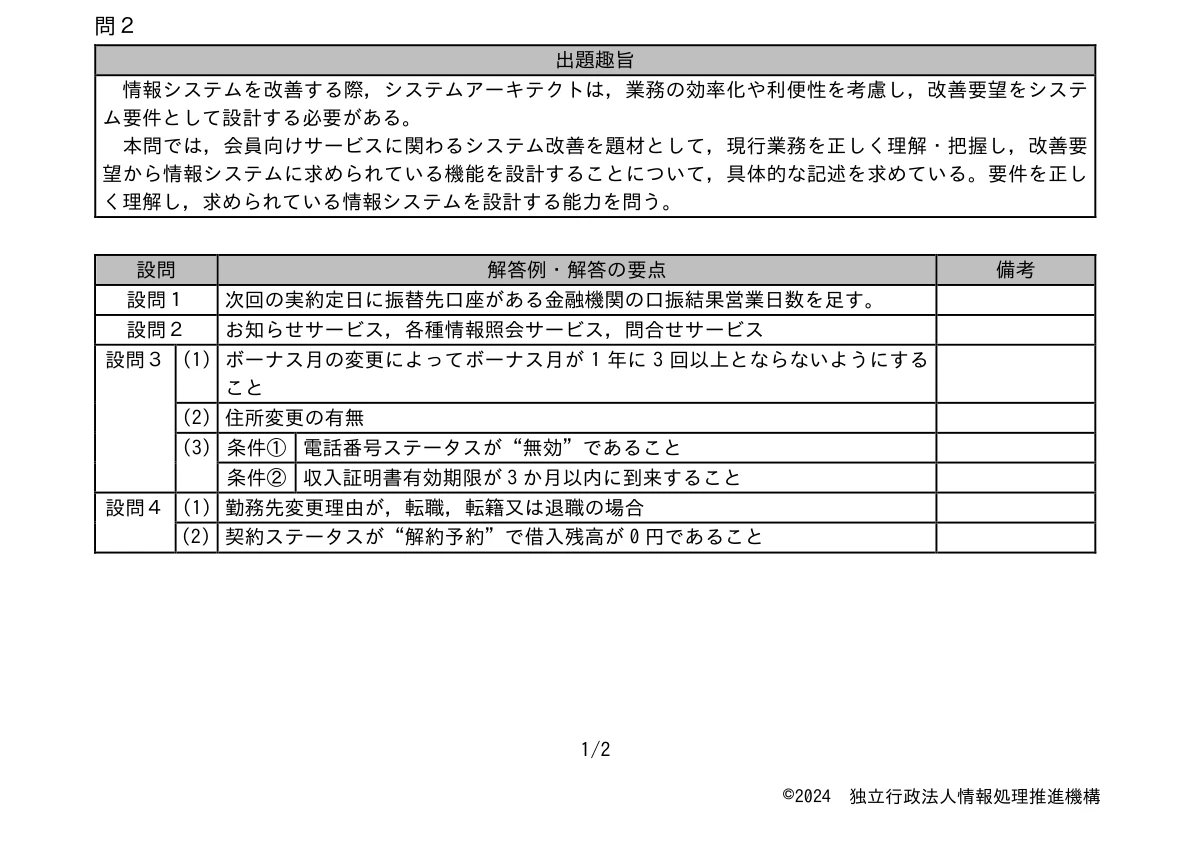 問２
出題趣旨
　情報システムを改善する際，システムアーキテクトは，業務の効率化や利便性を考慮し，改善要望をシステ
ム要件として設計する必要がある。
　本問では，会員向けサービスに関わるシステム改善を題材として，現行業務を正しく理解・把握し，改善要
望から情報システムに求められている機能を設計することについて，具体的な記述を求めている。要件を正し
く理解し，求められている情報システムを設計する能力を問う。
設問 解答例・解答の要点 備考
設問１ 次回の実約定日に振替先口座がある金融機関の口振結果営業日数を足す。
設問２ お知らせサービス，各種情報照会サービス，問合せサービス
設問３ (1) ボーナス月の変更によってボーナス月が 1 年に 3 回以上とならないようにする
こと
(2) 住所変更の有無
(3) 条件① 電話番号ステータスが“無効”であること
条件② 収入証明書有効期限が 3 か月以内に到来すること
設問４ (1) 勤務先変更理由が，転職，転籍又は退職の場合
(2) 契約ステータスが“解約予約”で借入残高が 0 円であること
1/2
©2024　独立行政法人情報処理推進機構